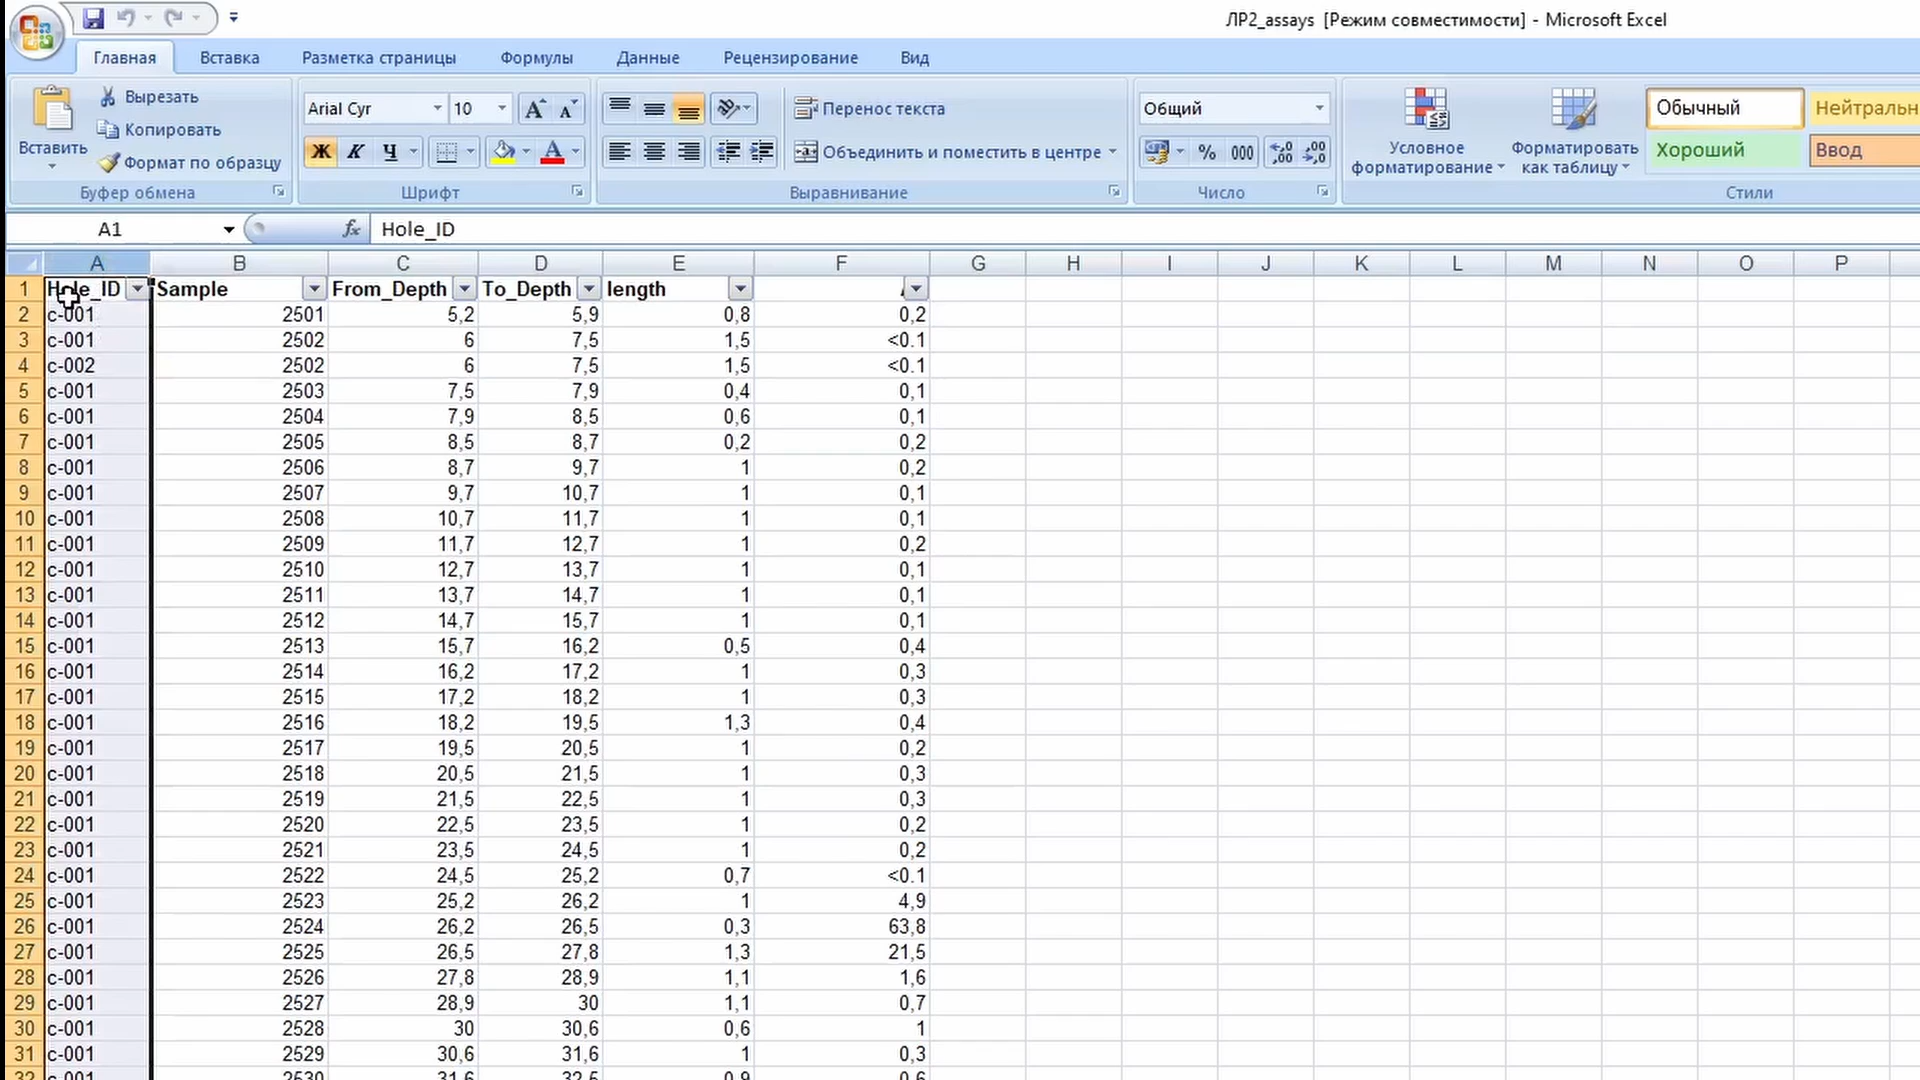 ЛР2_assays [Режим совместимости] - Microsoft Excel
Главная Вставка Разметка страницы Формулы Данные Рецензирование Вид
Вставить
Вырезать
Копировать
Формат по образцу
Буфер обмена
Arial Cyr 10
Ж К Ч
Шрифт
Перенос текста
Объединить и поместить в центре
Выравнивание
Общий
% 000
Число
Условное форматирование
Форматировать как таблицу
Обычный Нейтральн
Хороший Ввод
Стили
A1 fx Hole_ID
A B C D E F G H I J K L M N O P
1 Hole_ID Sample From_Depth To_Depth length
2 c-001 2501 5,2 5,9 0,8 0,2
3 c-001 2502 6 7,5 1,5 <0.1
4 c-002 2502 6 7,5 1,5 <0.1
5 c-001 2503 7,5 7,9 0,4 0,1
6 c-001 2504 7,9 8,5 0,6 0,1
7 c-001 2505 8,5 8,7 0,2 0,2
8 c-001 2506 8,7 9,7 1 0,2
9 c-001 2507 9,7 10,7 1 0,1
10 c-001 2508 10,7 11,7 1 0,1
11 c-001 2509 11,7 12,7 1 0,2
12 c-001 2510 12,7 13,7 1 0,1
13 c-001 2511 13,7 14,7 1 0,1
14 c-001 2512 14,7 15,7 1 0,1
15 c-001 2513 15,7 16,2 0,5 0,4
16 c-001 2514 16,2 17,2 1 0,3
17 c-001 2515 17,2 18,2 1 0,3
18 c-001 2516 18,2 19,5 1,3 0,4
19 c-001 2517 19,5 20,5 1 0,2
20 c-001 2518 20,5 21,5 1 0,3
21 c-001 2519 21,5 22,5 1 0,3
22 c-001 2520 22,5 23,5 1 0,2
23 c-001 2521 23,5 24,5 1 0,2
24 c-001 2522 24,5 25,2 0,7 <0.1
25 c-001 2523 25,2 26,2 1 4,9
26 c-001 2524 26,2 26,5 0,3 63,8
27 c-001 2525 26,5 27,8 1,3 21,5
28 c-001 2526 27,8 28,9 1,1 1,6
29 c-001 2527 28,9 30 1,1 0,7
30 c-001 2528 30 30,6 0,6 1
31 c-001 2529 30,6 31,6 1 0,3
32 c-001 2530 31,6 32,5 0,9 0,6